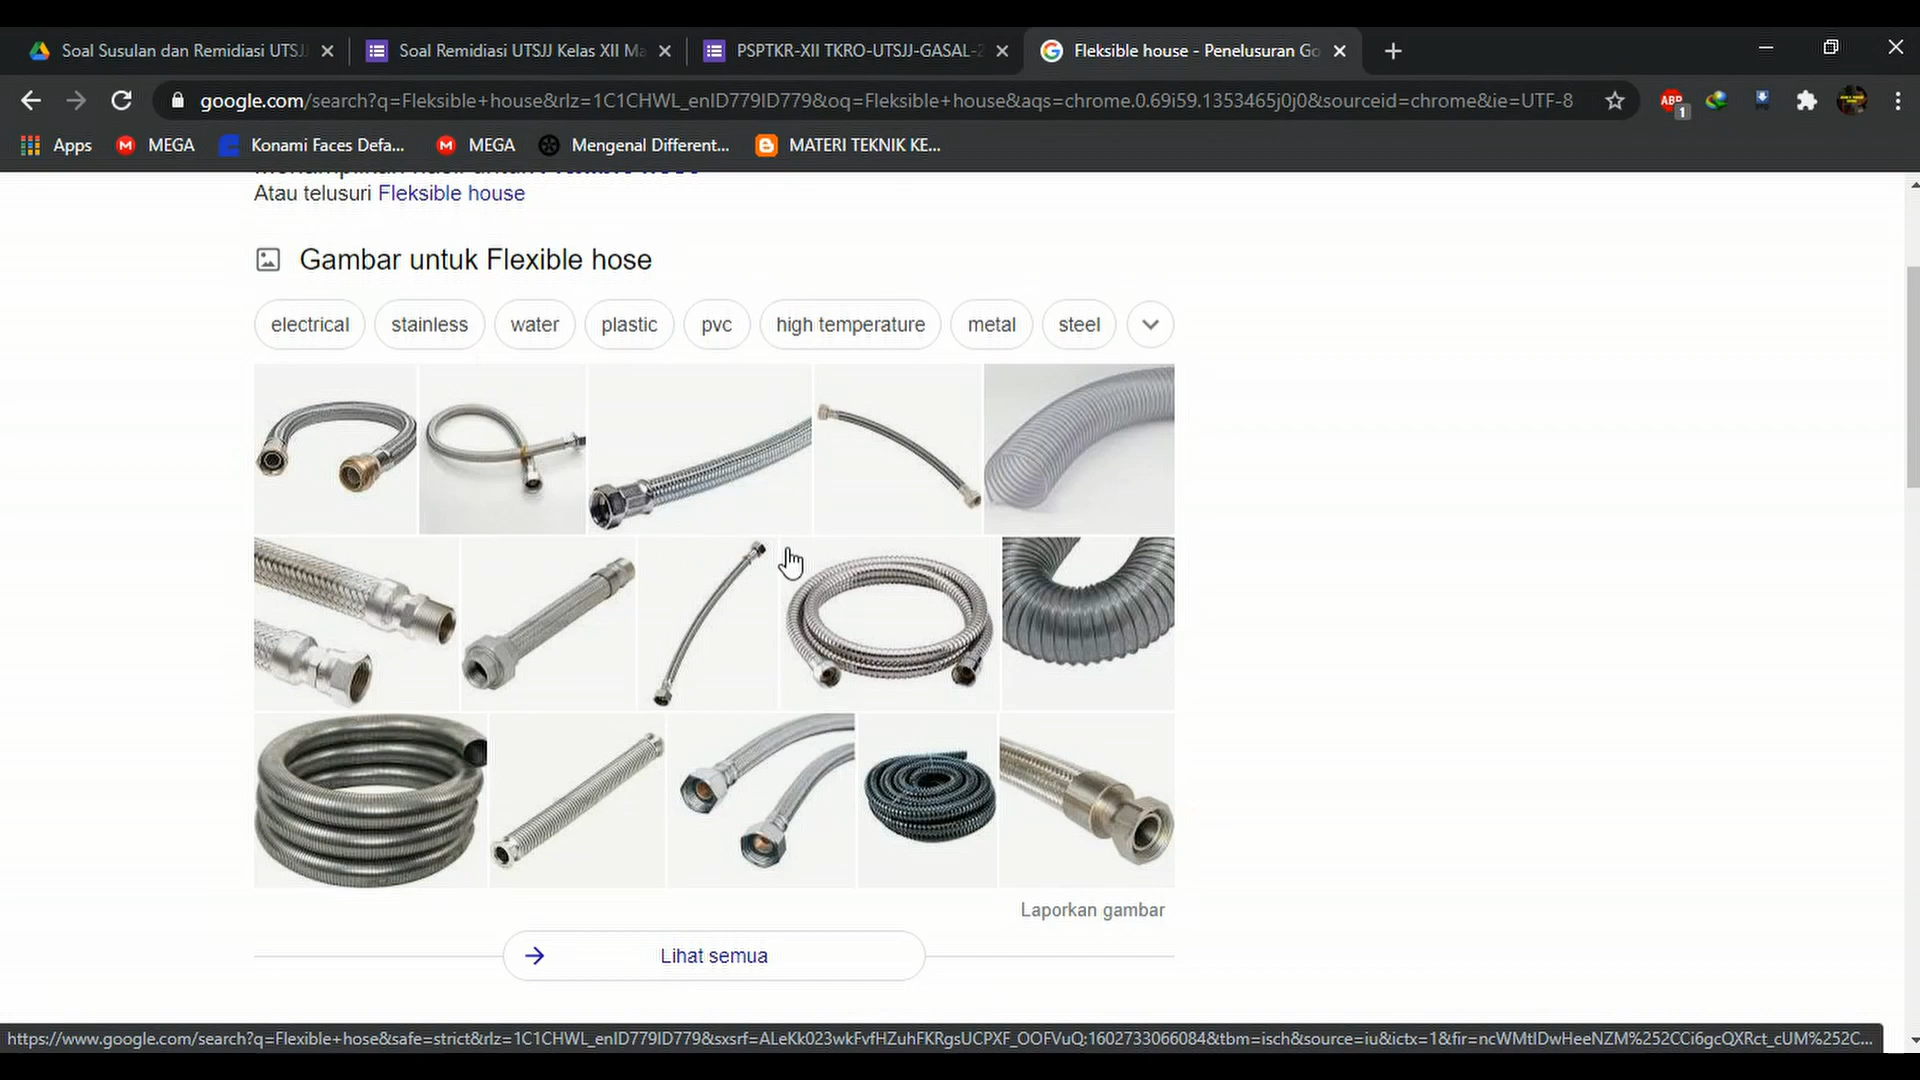 Soal Susulan dan Remidiasi UTSJJ
Soal Remidiasi UTSJJ Kelas XII Ma
PSPTKR-XII TKRO-UTSJJ-GASAL-2
Fleksible house - Penelusuran Go
google.com/search?q=Fleksible+house&rlz=1C1CHWL_enID779ID779&oq=Fleksible+house&aqs=chrome.0.69i59.1353465j0j0&sourceid=chrome&ie=UTF-8
ABP
1
Apps
MEGA
Konami Faces Defa...
MEGA
Mengenal Different...
MATERI TEKNIK KE...
Atau telusuri Fleksible house
Gambar untuk Flexible hose
electrical
stainless
water
plastic
pvc
high temperature
metal
steel
Laporkan gambar
Lihat semua
https://www.google.com/search?q=Flexible+hose&safe=strict&rlz=1C1CHWL_enID779ID779&sxsrf=ALeKk023wkFvfHZuhFKRgsUCPXF_OOFVuQ:1602733066084&tbm=isch&source=iu&ictx=1&fir=ncWMtIDwHeeNZM%252CCi6gcQXRct_cUM%252C...